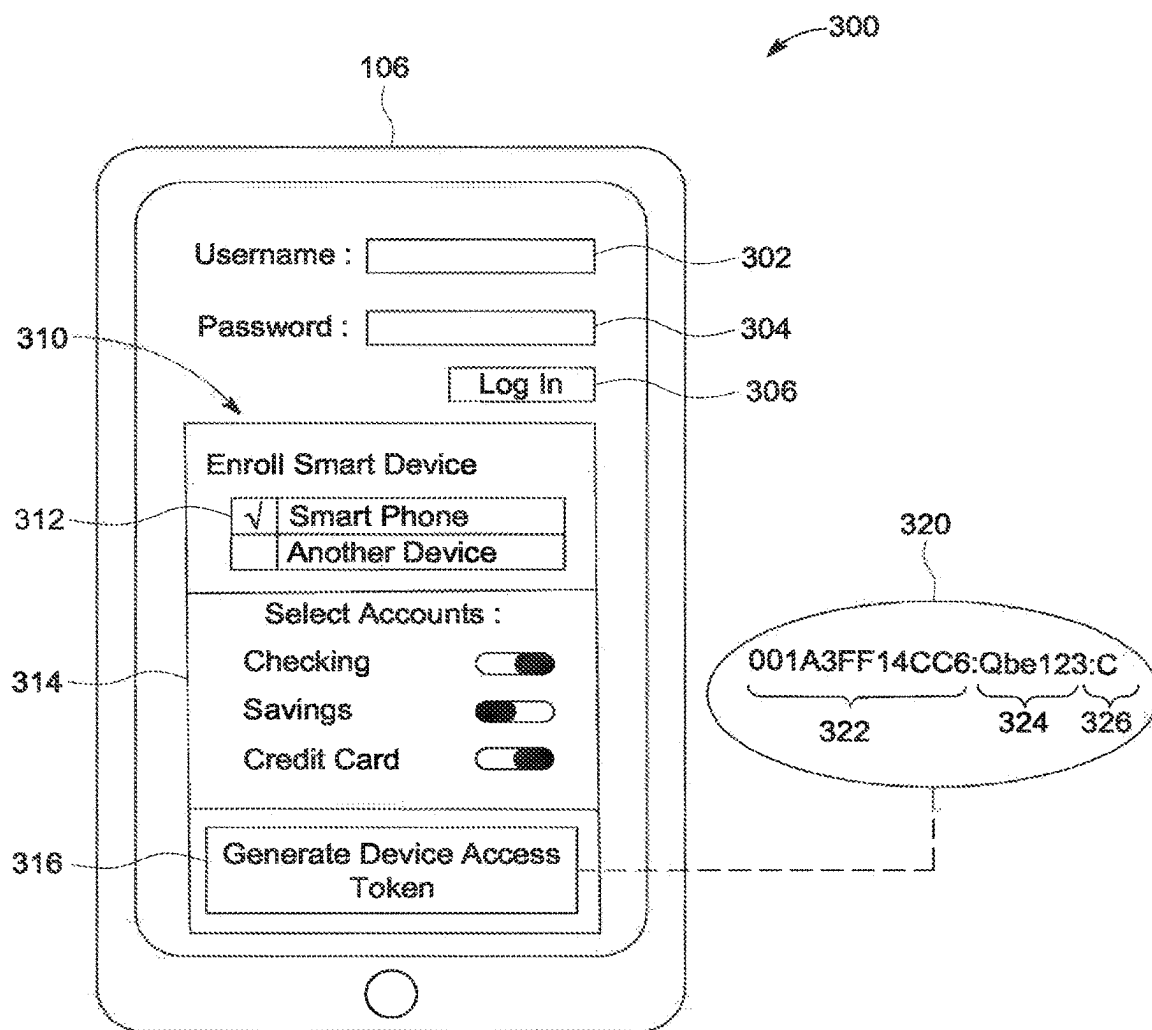 300
106
Username :
302
Password :
304
310
Log In
306
Enroll Smart Device
312
√ Smart Phone
Another Device
320
Select Accounts :
314
Checking
Savings
Credit Card
001A3FF14CC6:Qbe123:C
322 324 326
316
Generate Device Access
Token